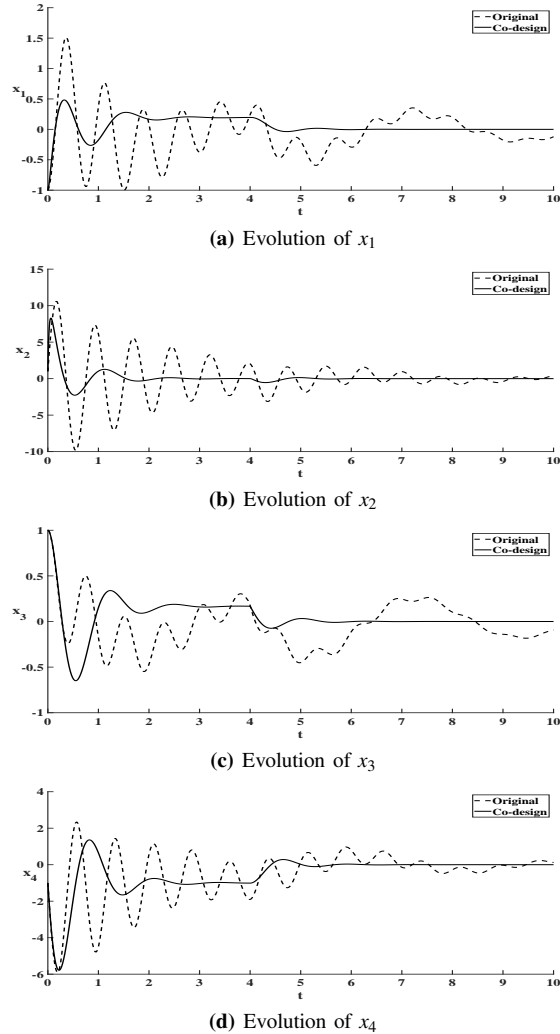 2
1.5
1
0.5
0
-0.5
-1
x1
0 1 2 3 4 5 6 7 8 9 10
t
Original
Co-design
(a) Evolution of x1
15
10
5
0
-5
-10
x2
0 1 2 3 4 5 6 7 8 9 10
t
Original
Co-design
(b) Evolution of x2
1
0.5
0
-0.5
-1
x3
0 1 2 3 4 5 6 7 8 9 10
t
Original
Co-design
(c) Evolution of x3
4
2
0
-2
-4
-6
x4
0 1 2 3 4 5 6 7 8 9 10
t
Original
Co-design
(d) Evolution of x4